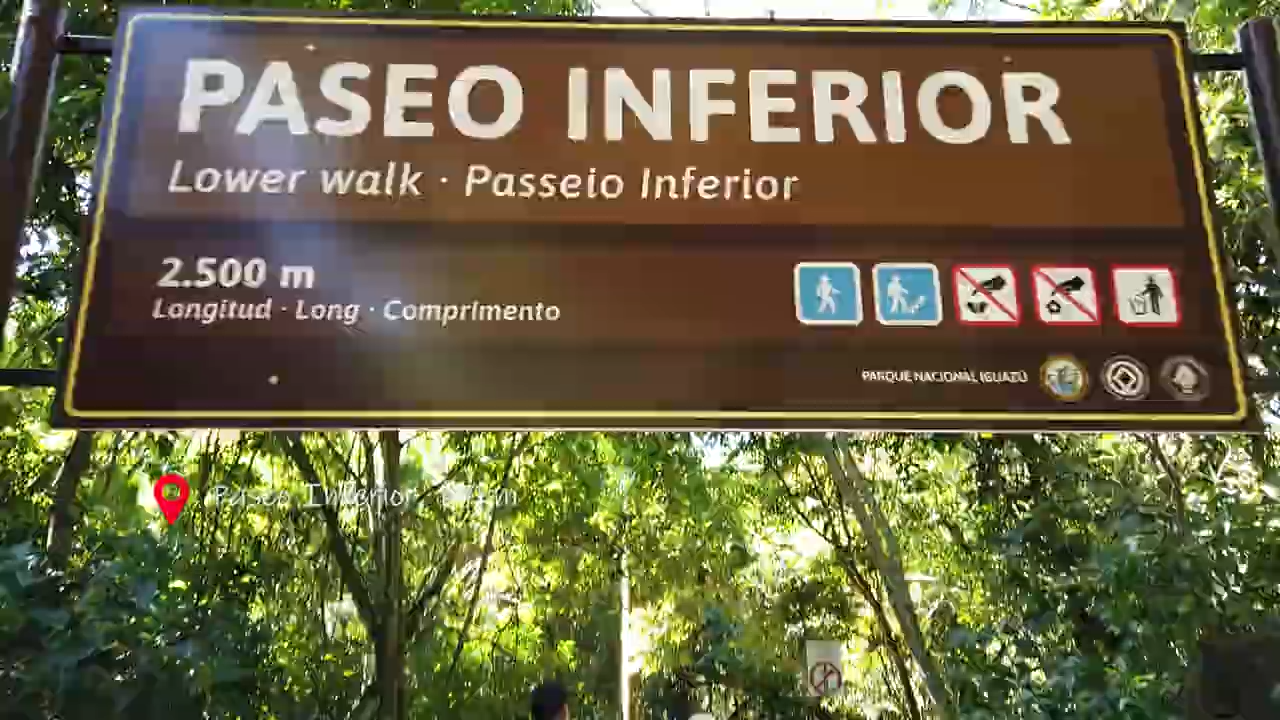 PASEO INFERIOR
Lower walk · Passeio Inferior
2.500 m
Longitud · Long · Comprimento
PARQUE NACIONAL IGUAZÚ
Paseo Inferior